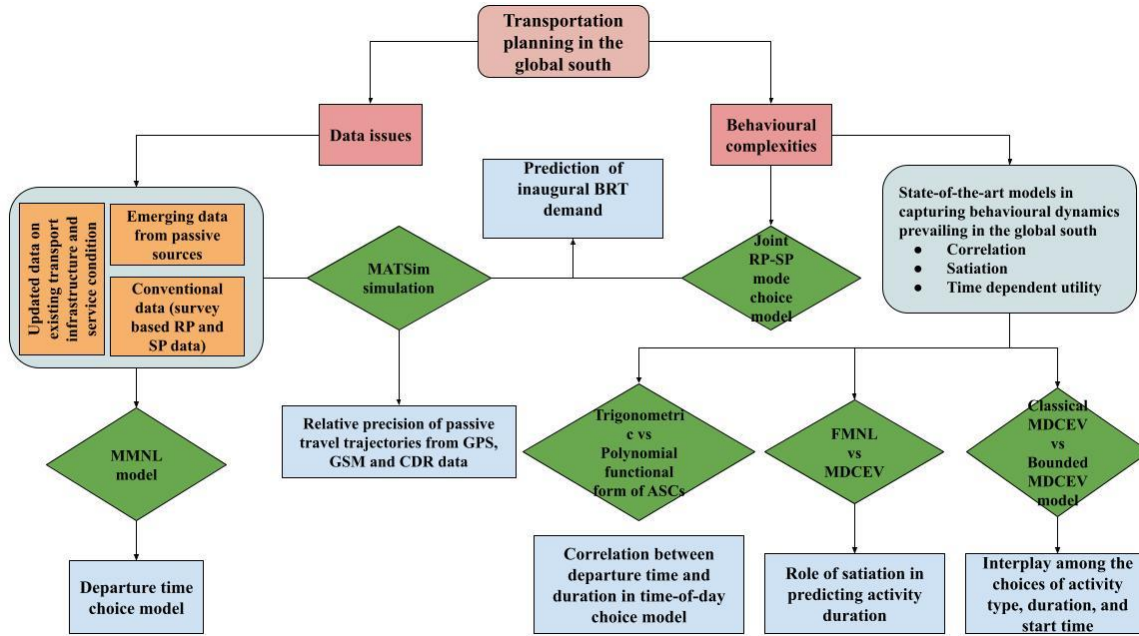 Transportation
planning in the
global south
Data issues
Behavioural
complexities
Prediction of
inaugural BRT
demand
Updated data on
existing transport
infrastructure and
service condition
Emerging data
from passive
sources
Conventional
data (survey
based RP and
SP data)
MATSim
simulation
Joint
RP-SP
mode
choice
model
State-of-the-art models in
capturing behavioural dynamics
prevailing in the global south
● Correlation
● Satiation
● Time dependent utility
MMNL
model
Relative precision of passive
travel trajectories from GPS,
GSM and CDR data
Trigonometri
c vs
Polynomial
functional
form of ASCs
FMNL
vs
MDCEV
Classical
MDCEV
vs
Bounded
MDCEV
model
Departure time
choice model
Correlation between
departure time and
duration in time-of-day
choice model
Role of satiation in
predicting activity
duration
Interplay among the
choices of activity
type, duration, and
start time